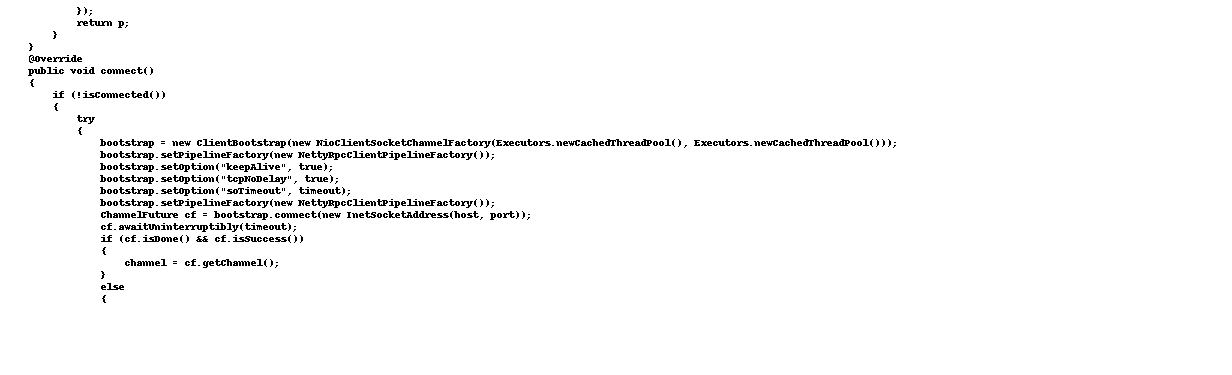 });
        return p;
    }
}
@Override
public void connect()
{
    if (!isConnected())
    {
        try
        {
            bootstrap = new ClientBootstrap(new NioClientSocketChannelFactory(Executors.newCachedThreadPool(), Executors.newCachedThreadPool()));
            bootstrap.setPipelineFactory(new NettyRpcClientPipelineFactory());
            bootstrap.setOption("keepAlive", true);
            bootstrap.setOption("tcpNoDelay", true);
            bootstrap.setOption("soTimeout", timeout);
            bootstrap.setPipelineFactory(new NettyRpcClientPipelineFactory());
            ChannelFuture cf = bootstrap.connect(new InetSocketAddress(host, port));
            cf.awaitUninterruptibly(timeout);
            if (cf.isDone() && cf.isSuccess())
            {
                channel = cf.getChannel();
            }
            else
            {